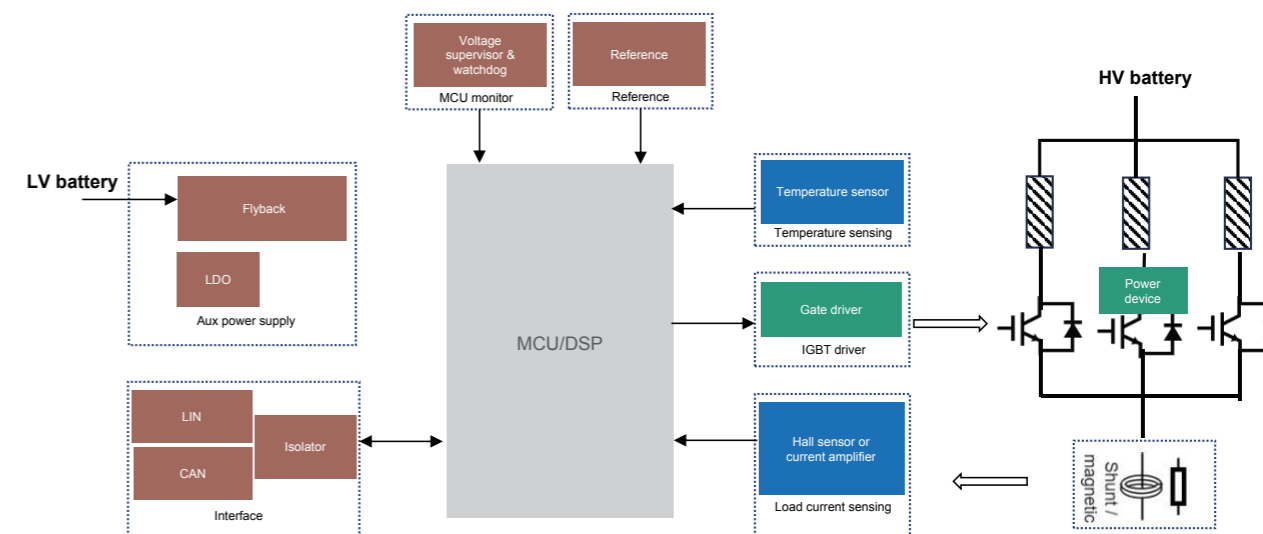 Voltage
supervisor &
watchdog
MCU monitor
Reference
Reference
HV battery
LV battery
Flyback
LDO
Aux power supply
MCU/DSP
Temperature sensor
Temperature sensing
Gate driver
IGBT driver
Power
device
LIN
CAN
Isolator
Interface
Hall sensor or
current amplifier
Load current sensing
Shunt /
magnetic